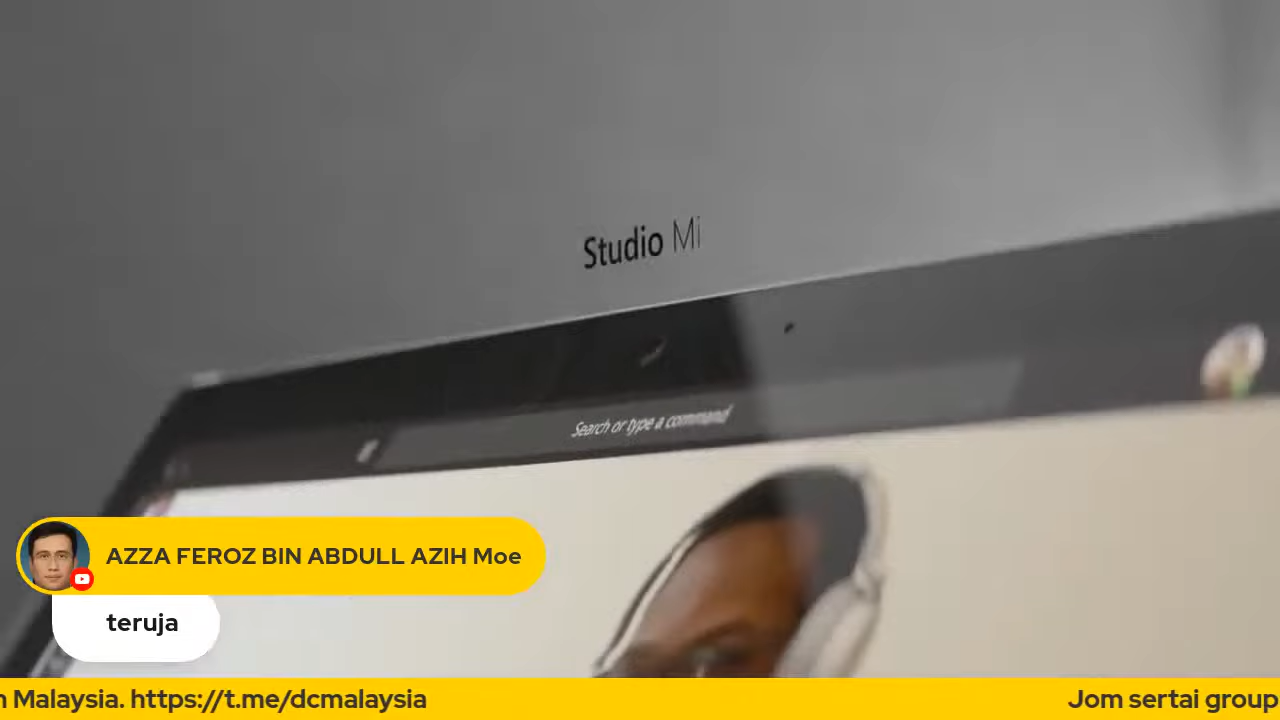 Studio Mi
Search or type a command
AZZA FEROZ BIN ABDULL AZIH Moe
teruja
n Malaysia. https://t.me/dcmalaysia
Jom sertai group